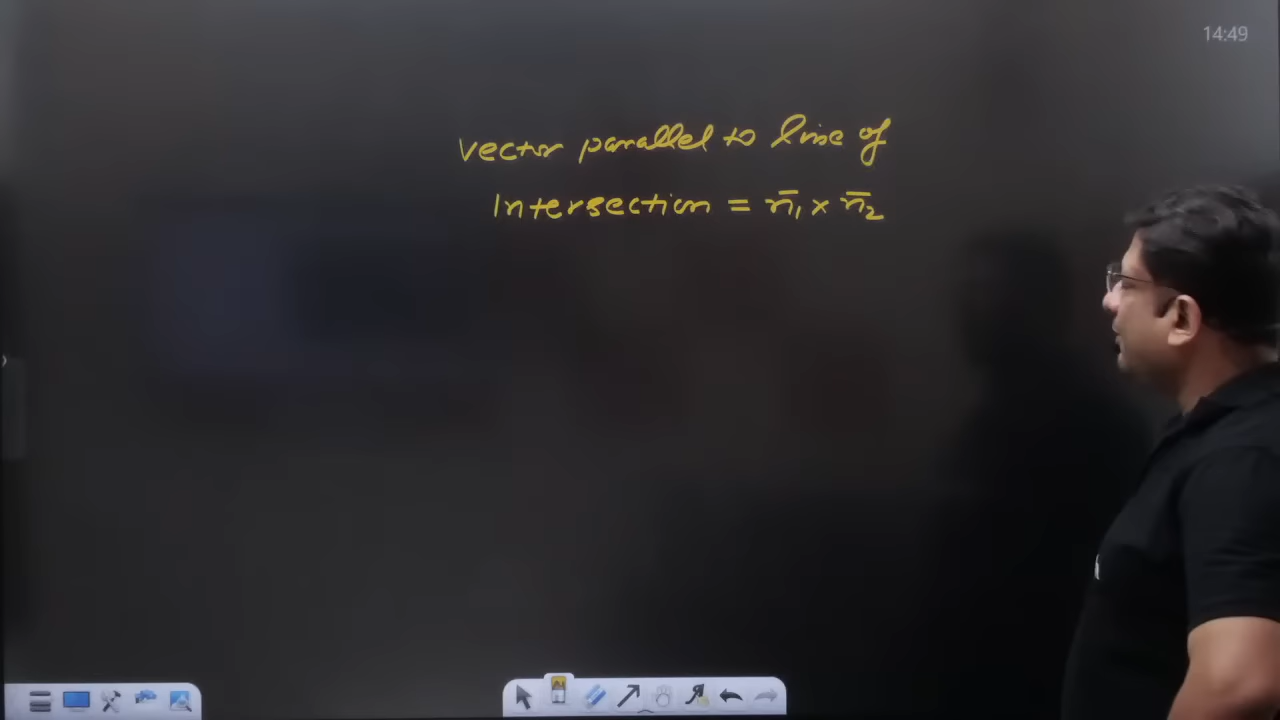 14:49
vector parallel to line of
Intersection = n̄₁ × n̄₂